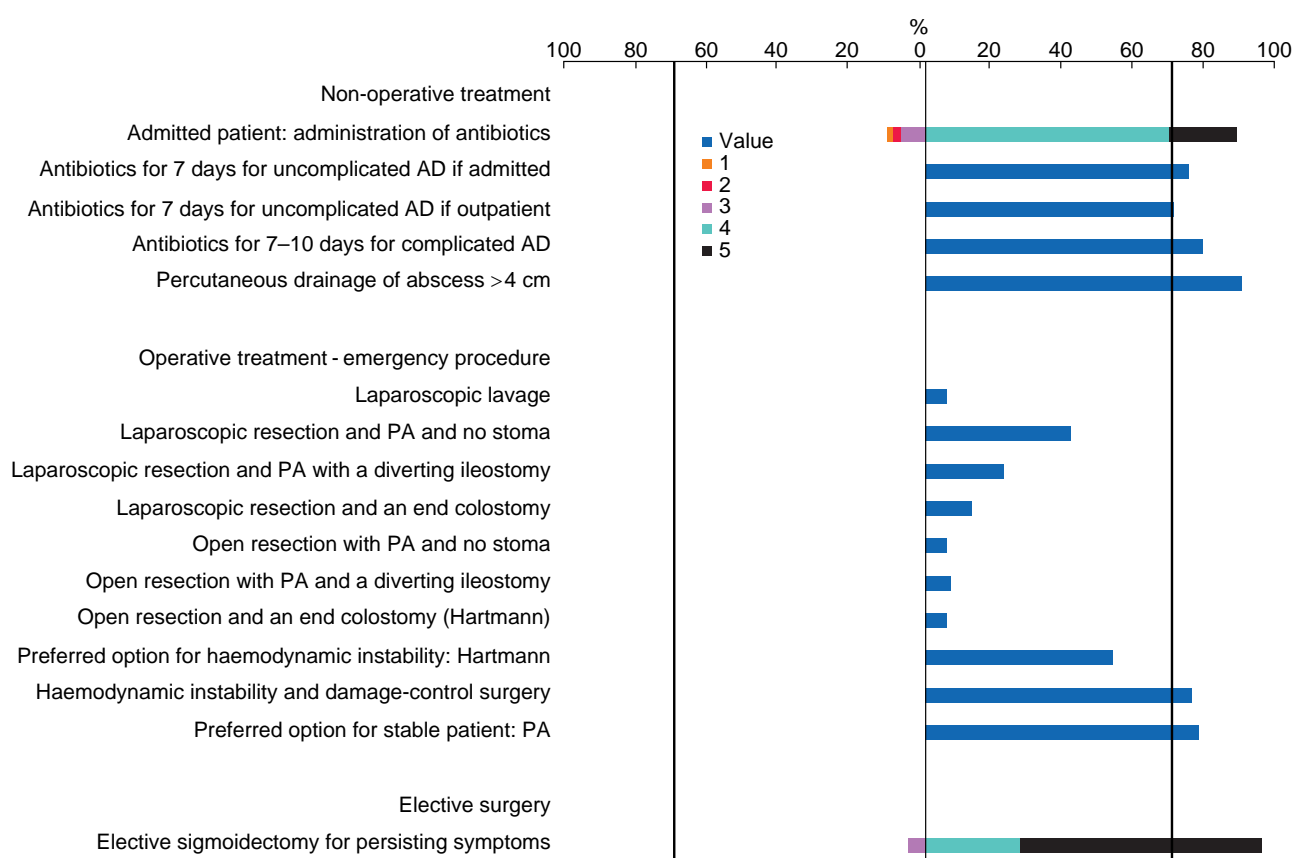 %
100 80 60 40 20 0 20 40 60 80 100
Non-operative treatment
Admitted patient: administration of antibiotics
Antibiotics for 7 days for uncomplicated AD if admitted
Antibiotics for 7 days for uncomplicated AD if outpatient
Antibiotics for 7–10 days for complicated AD
Percutaneous drainage of abscess >4 cm
Value
1
2
3
4
5
Operative treatment - emergency procedure
Laparoscopic lavage
Laparoscopic resection and PA and no stoma
Laparoscopic resection and PA with a diverting ileostomy
Laparoscopic resection and an end colostomy
Open resection with PA and no stoma
Open resection with PA and a diverting ileostomy
Open resection and an end colostomy (Hartmann)
Preferred option for haemodynamic instability: Hartmann
Haemodynamic instability and damage-control surgery
Preferred option for stable patient: PA
Elective surgery
Elective sigmoidectomy for persisting symptoms